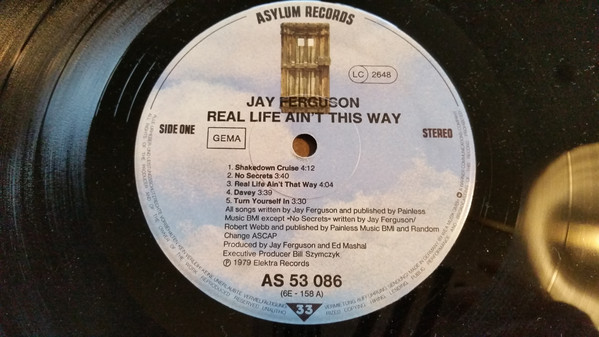 ASYLUM RECORDS
LC 2648
JAY FERGUSON
REAL LIFE AIN'T THIS WAY
SIDE ONE
STEREO
GEMA
1. Shakedown Cruise 4:12
2. No Secrets 3:40
3. Real Life Ain't That Way 4:04
4. Davey 3:39
5. Turn Yourself In 3:30
All songs written by Jay Ferguson and published by Painless
Music BMI except »No Secrets« written by Jay Ferguson/
Robert Webb and published by Painless Music BMI and Random
Change ASCAP
Produced by Jay Ferguson and Ed Mashal
Executive Producer Bill Szymczyk
℗ 1979 Elektra Records
AS 53 086
(6E - 158 A)
33